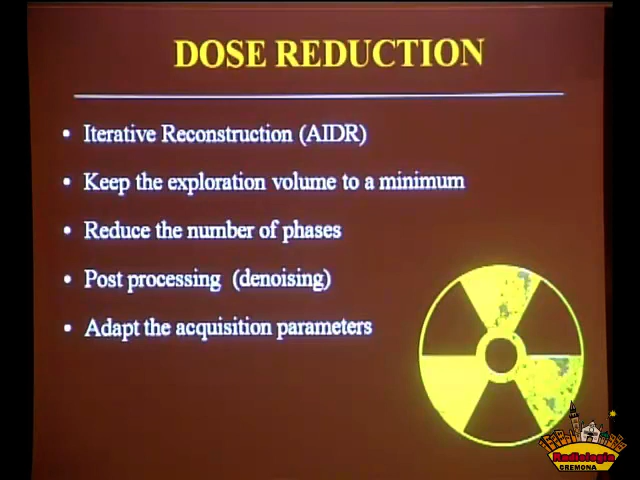 DOSE REDUCTION
• Iterative Reconstruction (AIDR)
• Keep the exploration volume to a minimum
• Reduce the number of phases
• Post processing (denoising)
• Adapt the acquisition parameters
Radiologia
CREMONA